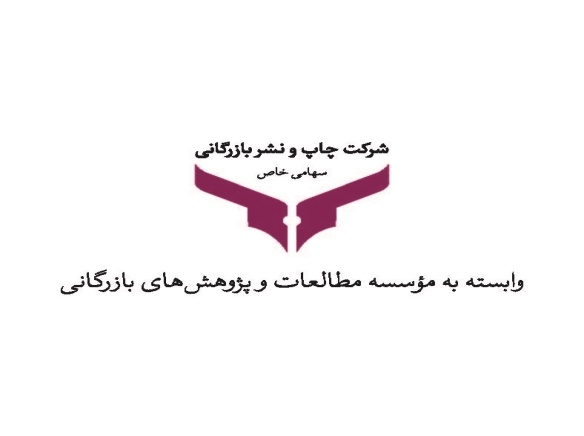 شرکت چاپ و نشر بازرگانی
سهامی خاص
وابسته به مؤسسه مطالعات و پژوهش‌های بازرگانی